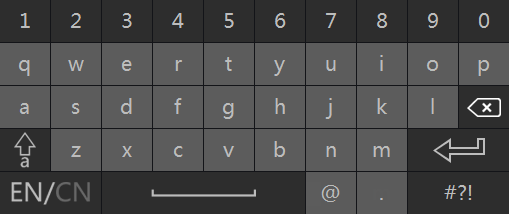 1 2 3 4 5 6 7 8 9 0
q w e r t y u i o p
a s d f g h j k l
a z x c v b n m
EN/CN @ . #?!